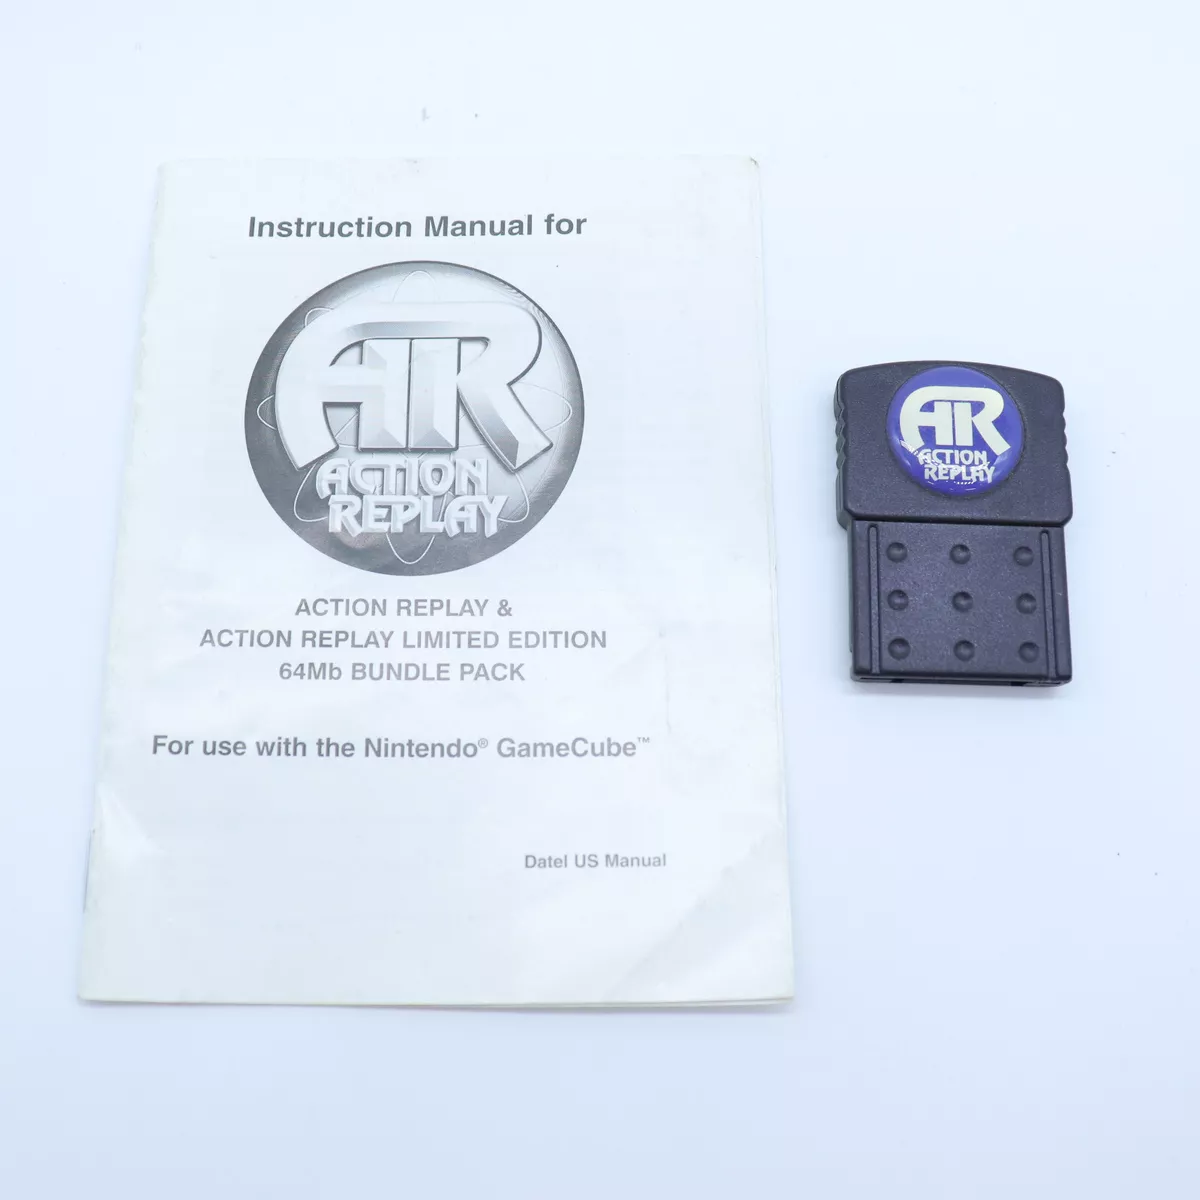 Instruction Manual for
AR
ACTION
REPLAY
ACTION REPLAY &
ACTION REPLAY LIMITED EDITION
64Mb BUNDLE PACK
For use with the Nintendo® GameCube™
Datel US Manual
AR
ACTION
REPLAY